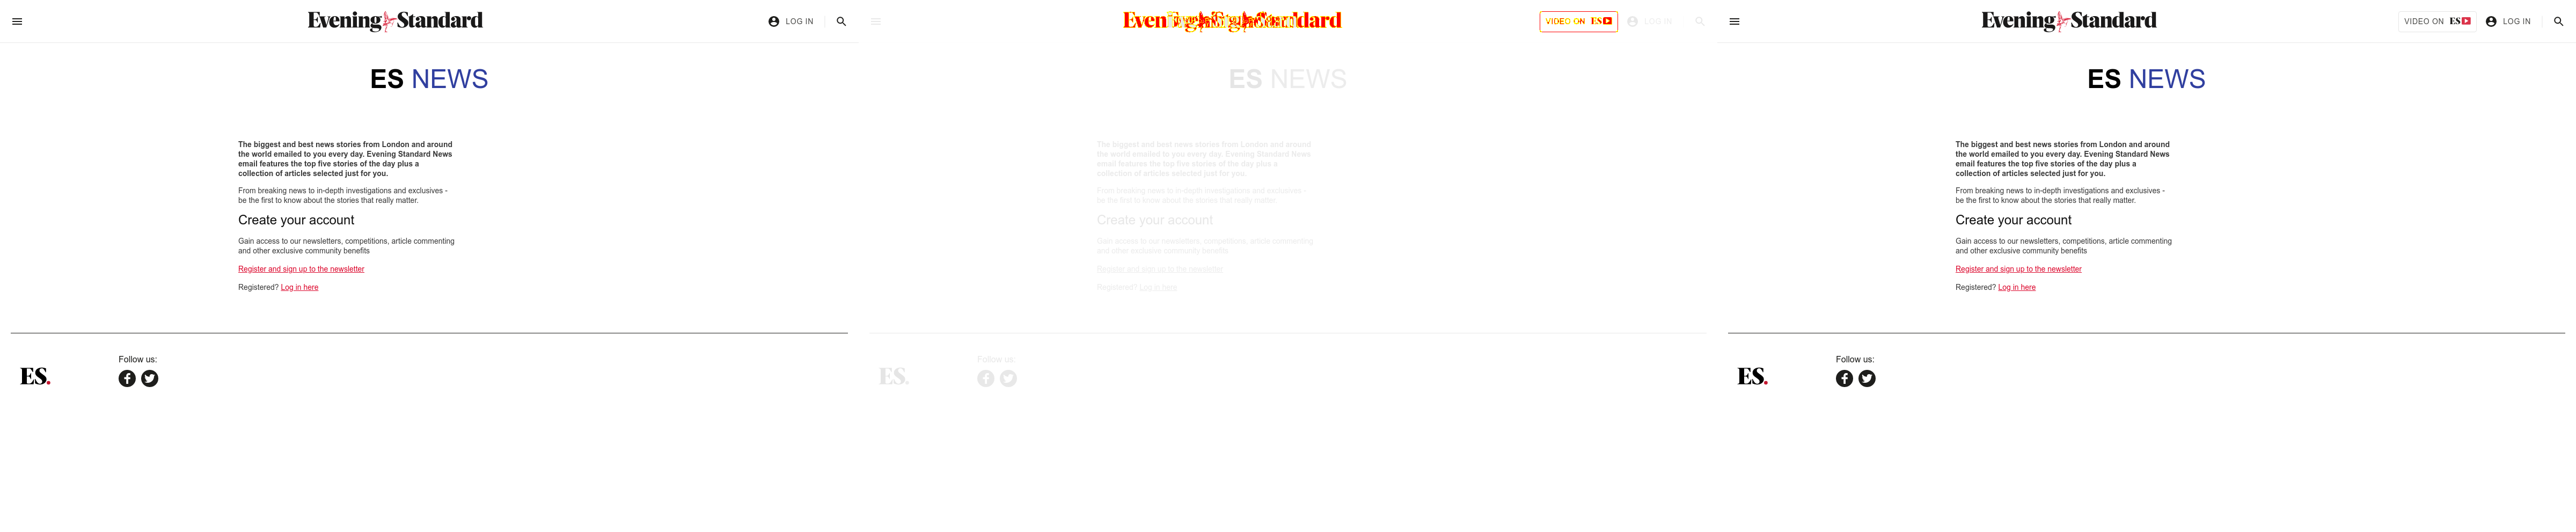 Evening Standard
LOG IN
ES NEWS
The biggest and best news stories from London and around
the world emailed to you every day. Evening Standard News
email features the top five stories of the day plus a
collection of articles selected just for you.
From breaking news to in-depth investigations and exclusives -
be the first to know about the stories that really matter.
Create your account
Gain access to our newsletters, competitions, article commenting
and other exclusive community benefits
Register and sign up to the newsletter
Registered? Log in here
ES.
Follow us:
Evening Standard
VIDEO ON ES
LOG IN
ES NEWS
The biggest and best news stories from London and around
the world emailed to you every day. Evening Standard News
email features the top five stories of the day plus a
collection of articles selected just for you.
From breaking news to in-depth investigations and exclusives -
be the first to know about the stories that really matter.
Create your account
Gain access to our newsletters, competitions, article commenting
and other exclusive community benefits
Register and sign up to the newsletter
Registered? Log in here
ES.
Follow us:
Evening Standard
VIDEO ON ES
LOG IN
ES NEWS
The biggest and best news stories from London and around
the world emailed to you every day. Evening Standard News
email features the top five stories of the day plus a
collection of articles selected just for you.
From breaking news to in-depth investigations and exclusives -
be the first to know about the stories that really matter.
Create your account
Gain access to our newsletters, competitions, article commenting
and other exclusive community benefits
Register and sign up to the newsletter
Registered? Log in here
ES.
Follow us: